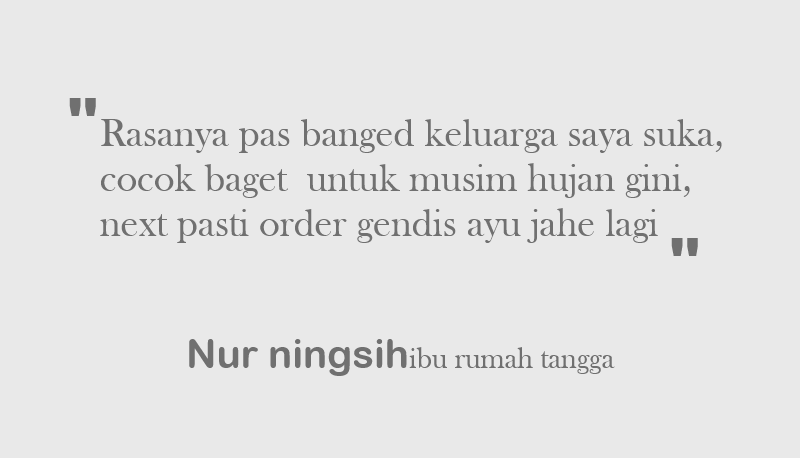 "Rasanya pas banged keluarga saya suka,
cocok baget  untuk musim hujan gini,
next pasti order gendis ayu jahe lagi "
Nur ningsihibu rumah tangga